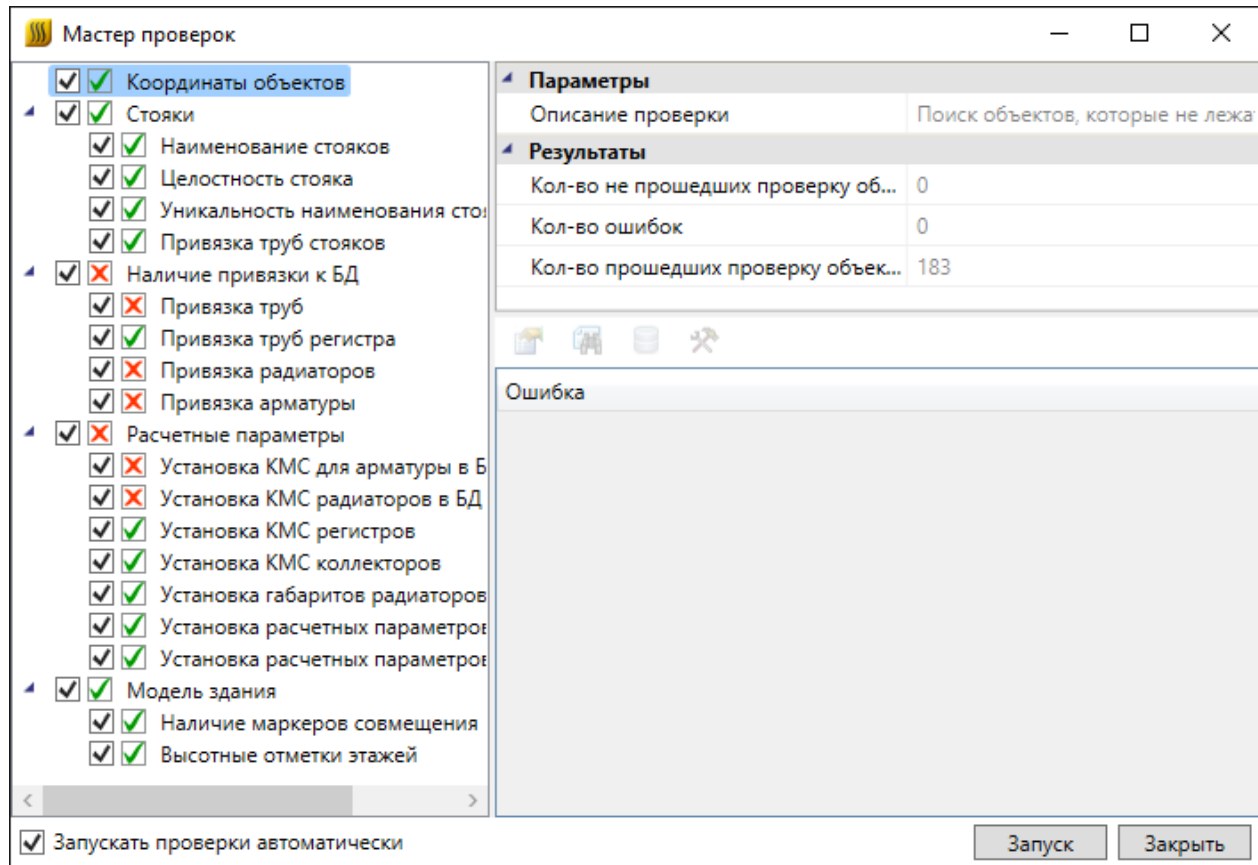 Мастер проверок
Координаты объектов
Стояки
Наименование стояков
Целостность стояка
Уникальность наименования сто
Привязка труб стояков
Наличие привязки к БД
Привязка труб
Привязка труб регистра
Привязка радиаторов
Привязка арматуры
Расчетные параметры
Установка КМС для арматуры в Б
Установка КМС радиаторов в БД
Установка КМС регистров
Установка КМС коллекторов
Установка габаритов радиаторов
Установка расчетных параметров
Установка расчетных параметров
Модель здания
Наличие маркеров совмещения
Высотные отметки этажей
Параметры
Описание проверки Поиск объектов, которые не лежа
Результаты
Кол-во не прошедших проверку об... 0
Кол-во ошибок 0
Кол-во прошедших проверку объек... 183
Ошибка
Запускать проверки автоматически
Запуск Закрыть